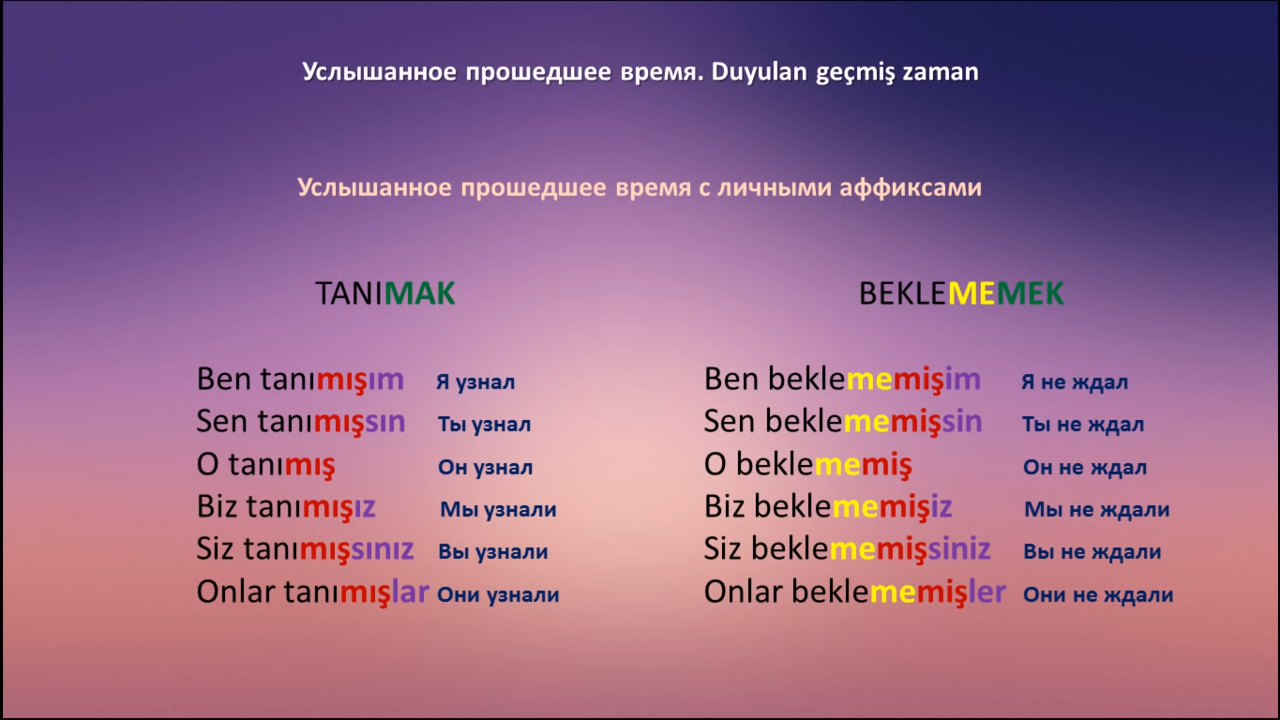 Услышанное прошедшее время. Duyulan geçmiş zaman
Услышанное прошедшее время с личными аффиксами
TANIMAK
Ben tanımışım Я узнал
Sen tanımışsın Ты узнал
O tanımış Он узнал
Biz tanımışız Мы узнали
Siz tanımışsınız Вы узнали
Onlar tanımışlar Они узнали
BEKLEMEMEK
Ben beklememişim Я не ждал
Sen beklememişsin Ты не ждал
O beklememiş Он не ждал
Biz beklememişiz Мы не ждали
Siz beklememişsiniz Вы не ждали
Onlar beklememişler Они не ждали